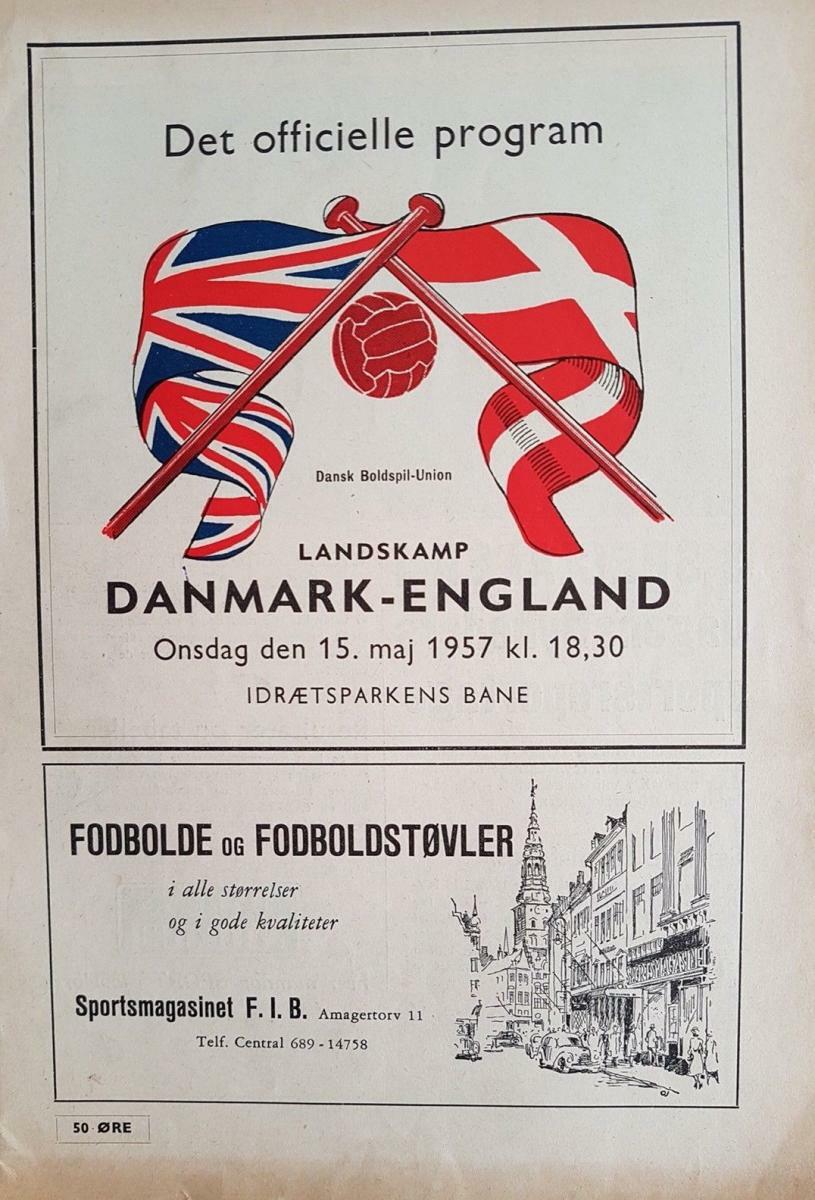 Det officielle program
Dansk Boldspil-Union
LANDSKAMP
DANMARK-ENGLAND
Onsdag den 15. maj 1957 kl. 18,30
IDRÆTSPARKENS BANE
FODBOLDE OG FODBOLDSTØVLER
i alle størrelser
og i gode kvaliteter
Sportsmagasinet F. I. B. Amagertorv 11
Telf. Central 689 - 14758
50 ØRE